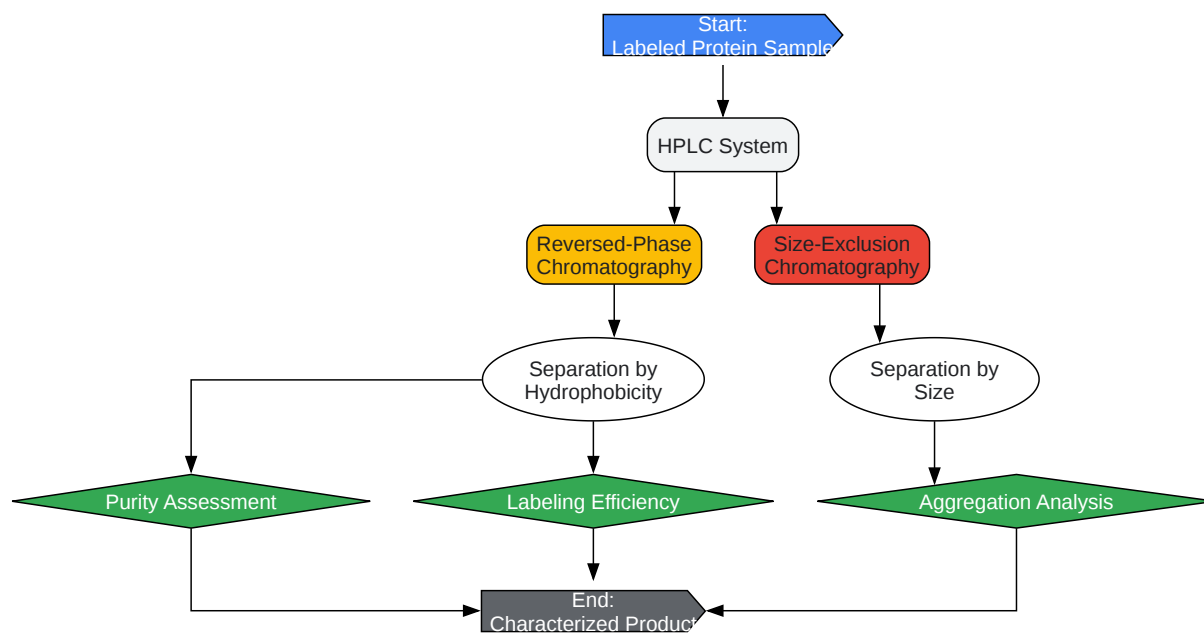 Start:
Labeled Protein Sample
HPLC System
Reversed-Phase
Chromatography
Size-Exclusion
Chromatography
Separation by
Hydrophobicity
Separation by
Size
Purity Assessment
Labeling Efficiency
Aggregation Analysis
End:
Characterized Product